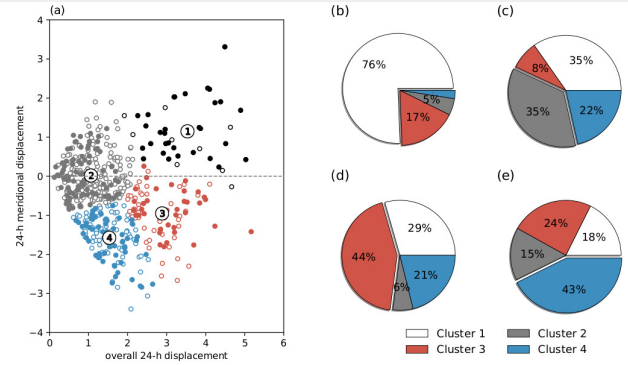 (a)
4
3
2
1
0
−1
−2
−3
−4
24-h meridional displacement
1
2
3
4
0 1 2 3 4 5 6
overall 24-h displacement
(b)
76%
5%
17%
(c)
35%
8%
35%
22%
(d)
29%
44%
6%
21%
(e)
18%
24%
15%
43%
Cluster 1
Cluster 2
Cluster 3
Cluster 4